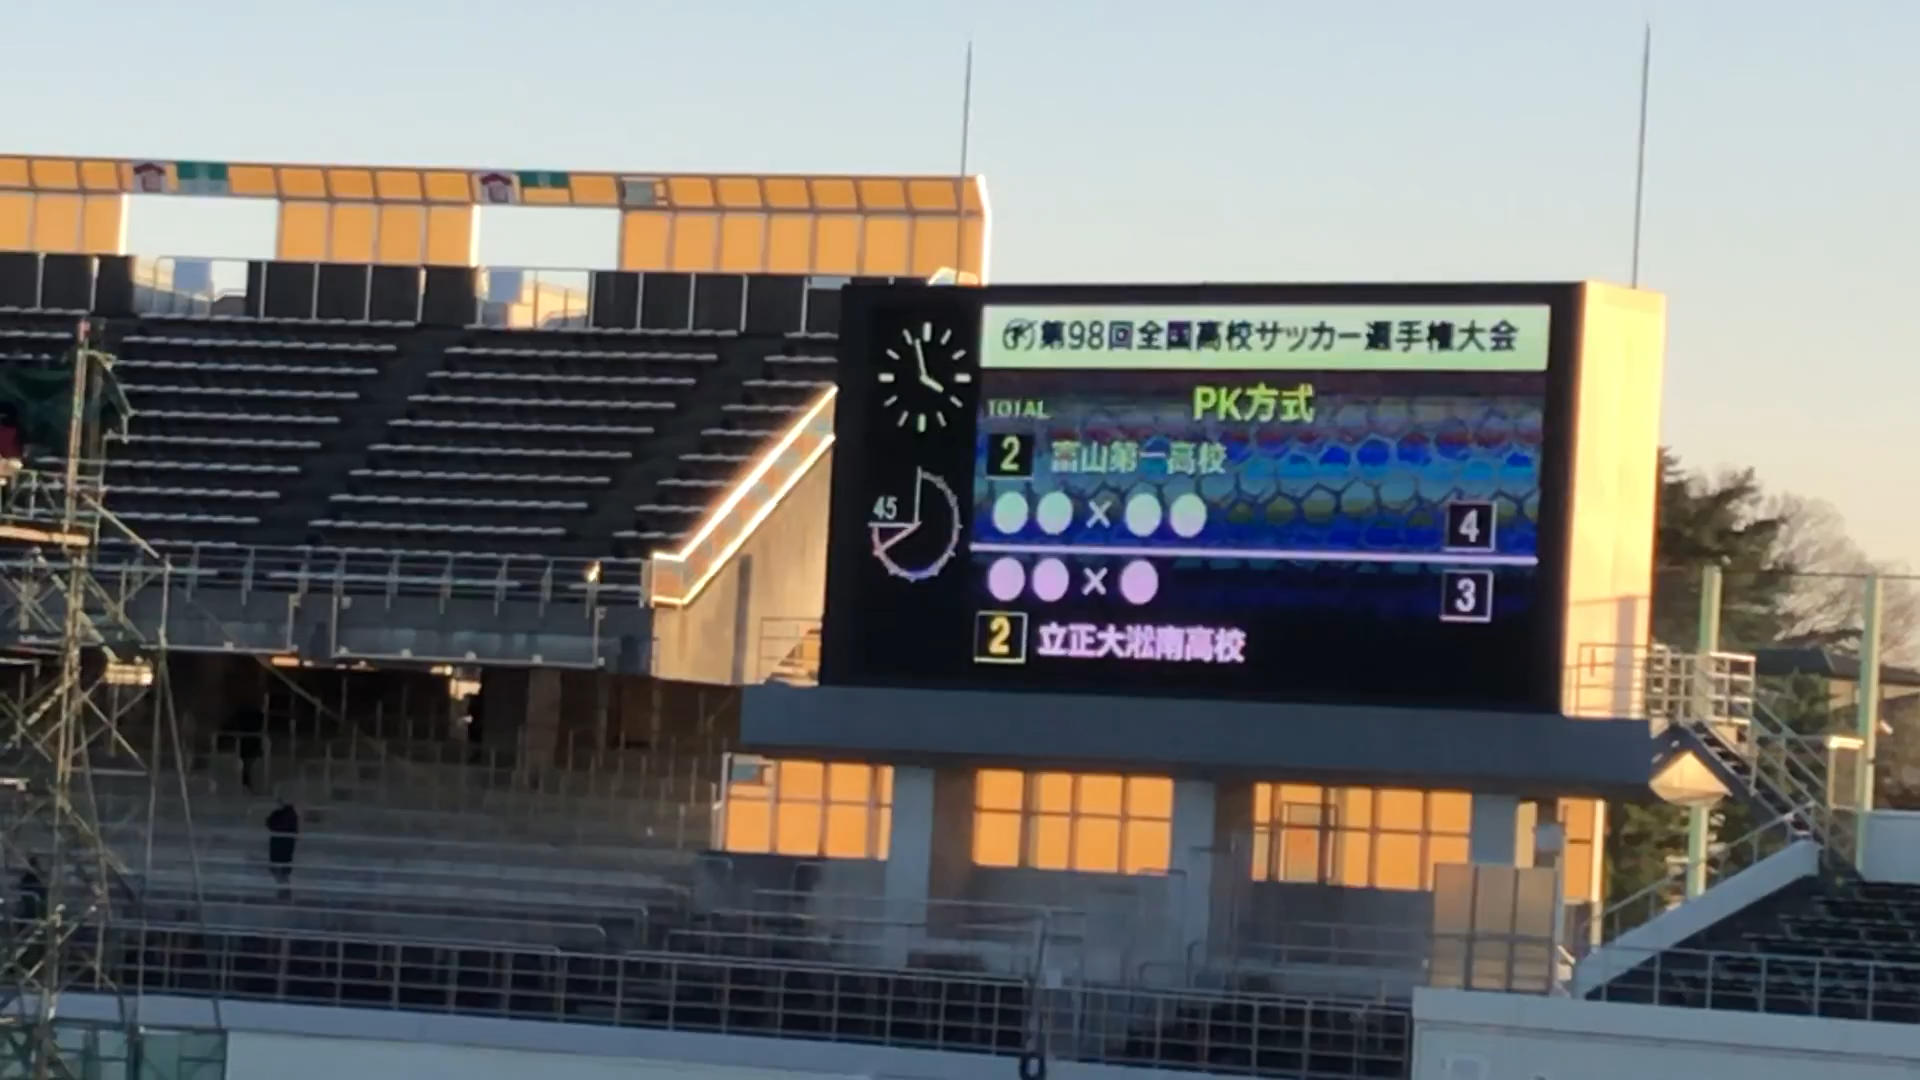 第98回全国高校サッカー選手権大会
PK方式
TOTAL
2 富山第一高校
45
●●×●● 4
●●×● 3
2 立正大淞南高校